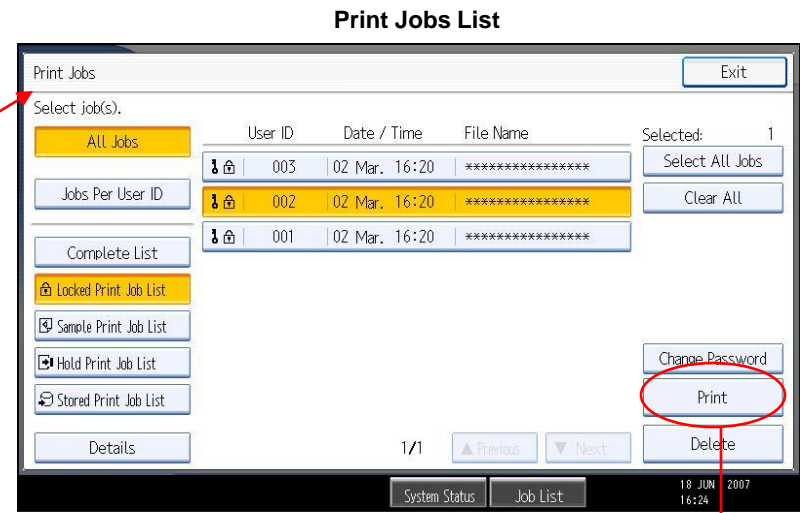 Print Jobs List
Print Jobs
Exit
Select job(s).
All Jobs
User ID Date / Time File Name
Selected: 1
003 02 Mar. 16:20 ****************
Select All Jobs
Jobs Per User ID
002 02 Mar. 16:20 ****************
Clear All
001 02 Mar. 16:20 ****************
Complete List
Locked Print Job List
Sample Print Job List
Hold Print Job List
Change Password
Stored Print Job List
Print
Details
1/1
▲ Previous
▼ Next
Delete
System Status
Job List
18 JUN 2007
16:24